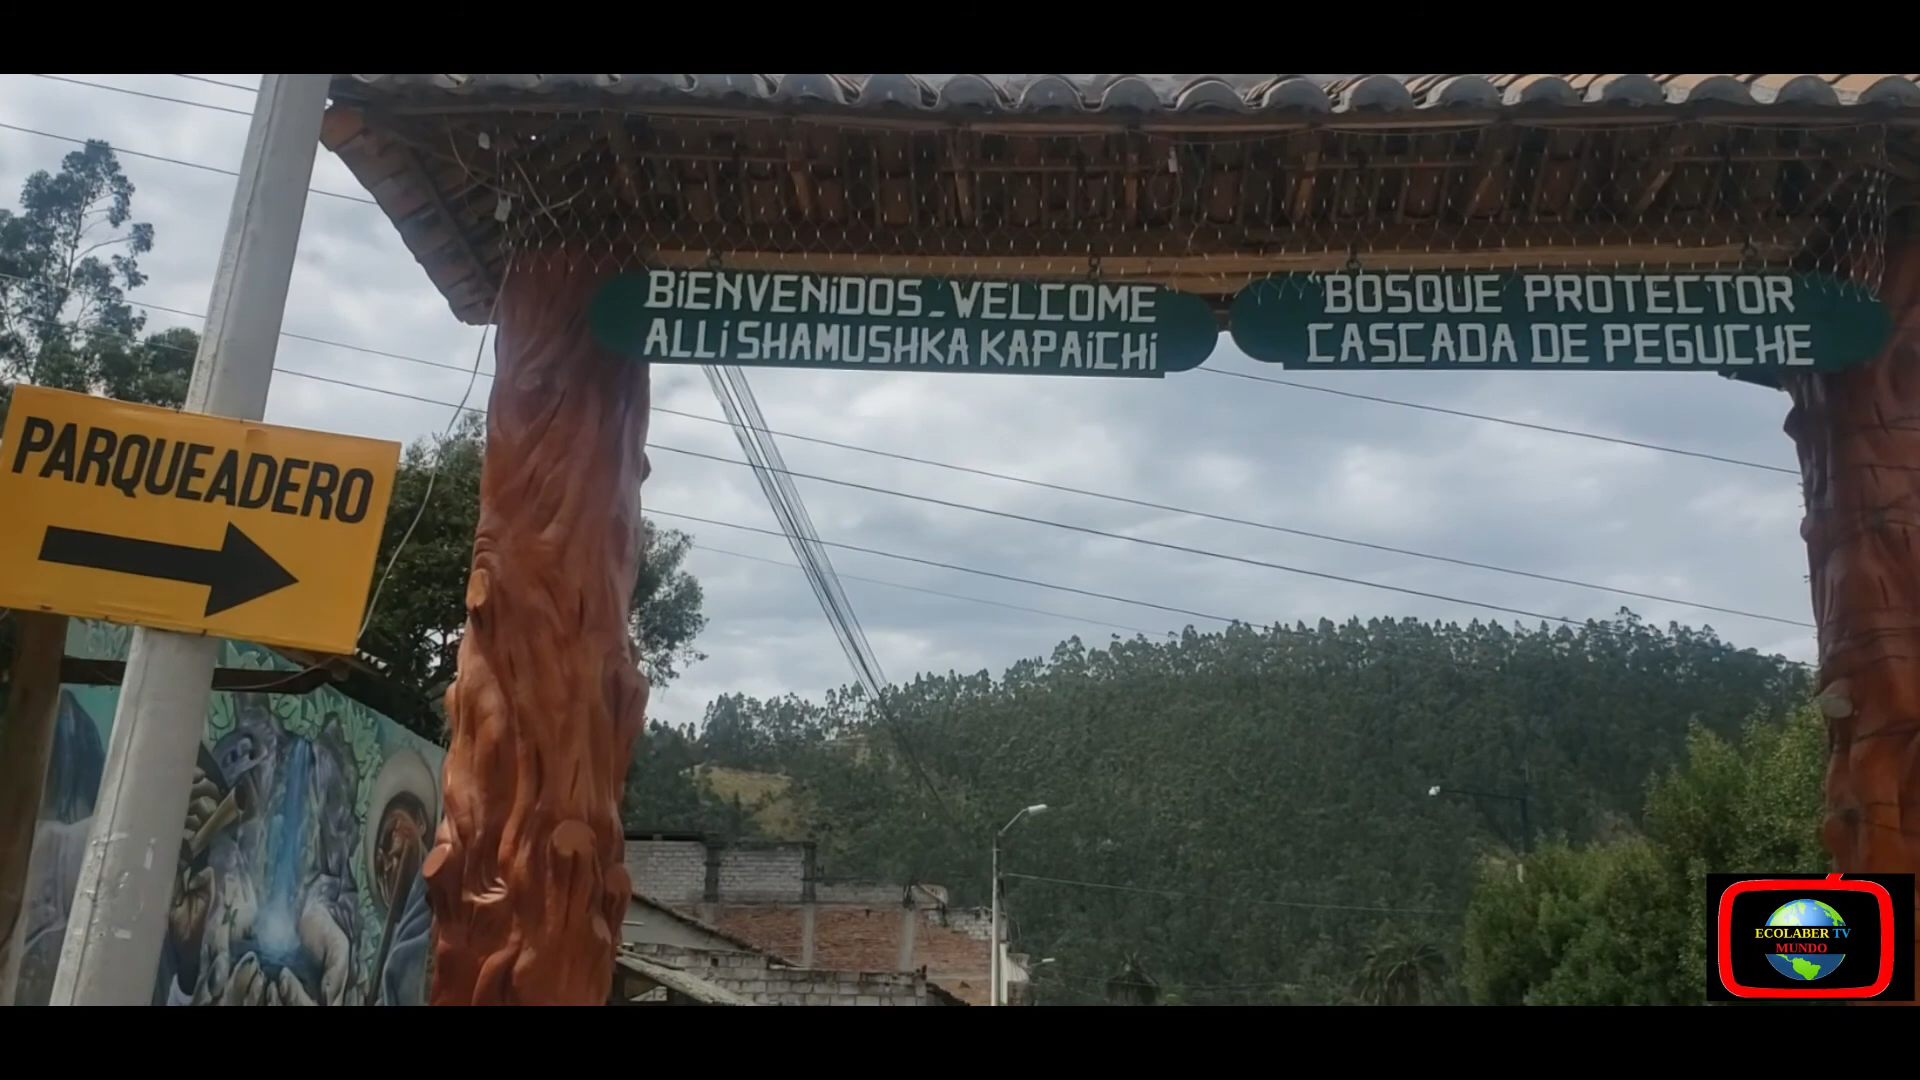 BiENVENiDOS_WELCOME
ALLi SHAMUSHKA KAPAiCHi
"BOSQUE PROTECTOR
CASCADA DE PEGUCHE
PARQUEADERO
ECOLABER TV
MUNDO